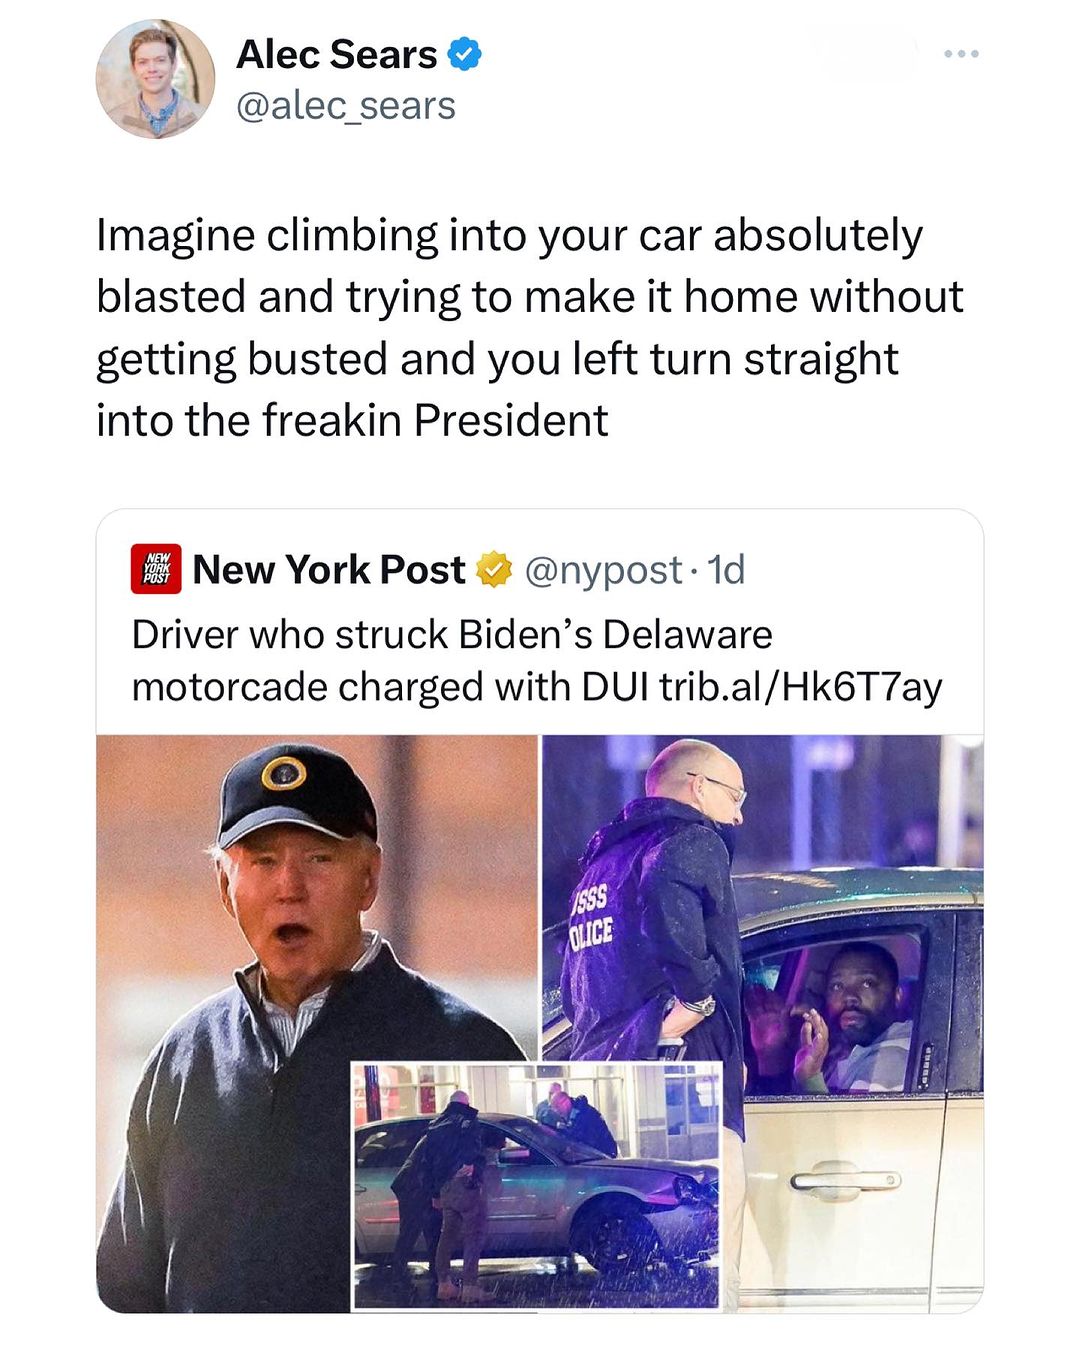 Alec Sears
@alec_sears
Imagine climbing into your car absolutely
blasted and trying to make it home without
getting busted and you left turn straight
into the freakin President
NEW
YORK
POST
New York Post @nypost · 1d
Driver who struck Biden’s Delaware
motorcade charged with DUI trib.al/Hk6T7ay
USSS
OLICE